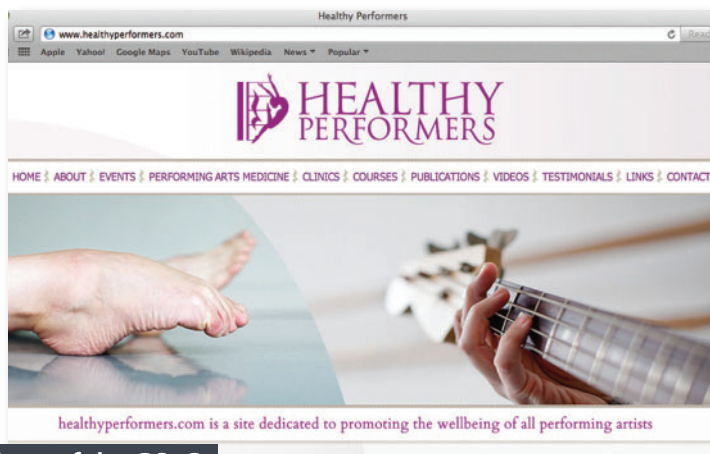 Healthy Performers
www.healthyperformers.com
Apple Yahoo! Google Maps YouTube Wikipedia News Popular
HEALTHY
PERFORMERS
HOME ABOUT EVENTS PERFORMING ARTS MEDICINE CLINICS COURSES PUBLICATIONS VIDEOS TESTIMONIALS LINKS CONTACT
healthyperformers.com is a site dedicated to promoting the wellbeing of all performing artists